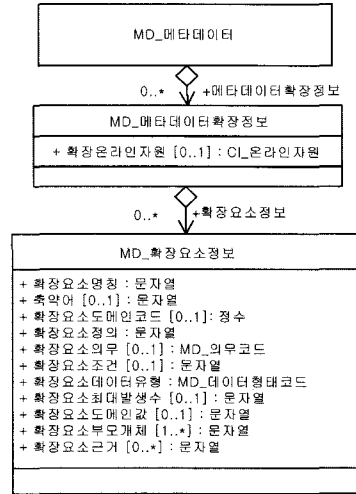 MD_메타데이터
0..* +메타데이터확장정보
MD_메타데이터확장정보
+ 확장온라인자원 [0..1] : CI_온라인자원
0..* +확장요소정보
MD_확장요소정보
+ 확장요소명칭 : 문자열
+ 축약어 [0..1] : 문자열
+ 확장요소도메인코드 [0..1] : 정수
+ 확장요소정의 : 문자열
+ 확장요소의무 [0..1] : MD_의무코드
+ 확장요소조건 [0..1] : 문자열
+ 확장요소데이터유형 : MD_데이터형태코드
+ 확장요소최대발생수 [0..1] : 문자열
+ 확장요소도메인값 [0..1] : 문자열
+ 확장요소부모개체 [1..*] : 문자열
+ 확장요소근거 [0..*] : 문자열